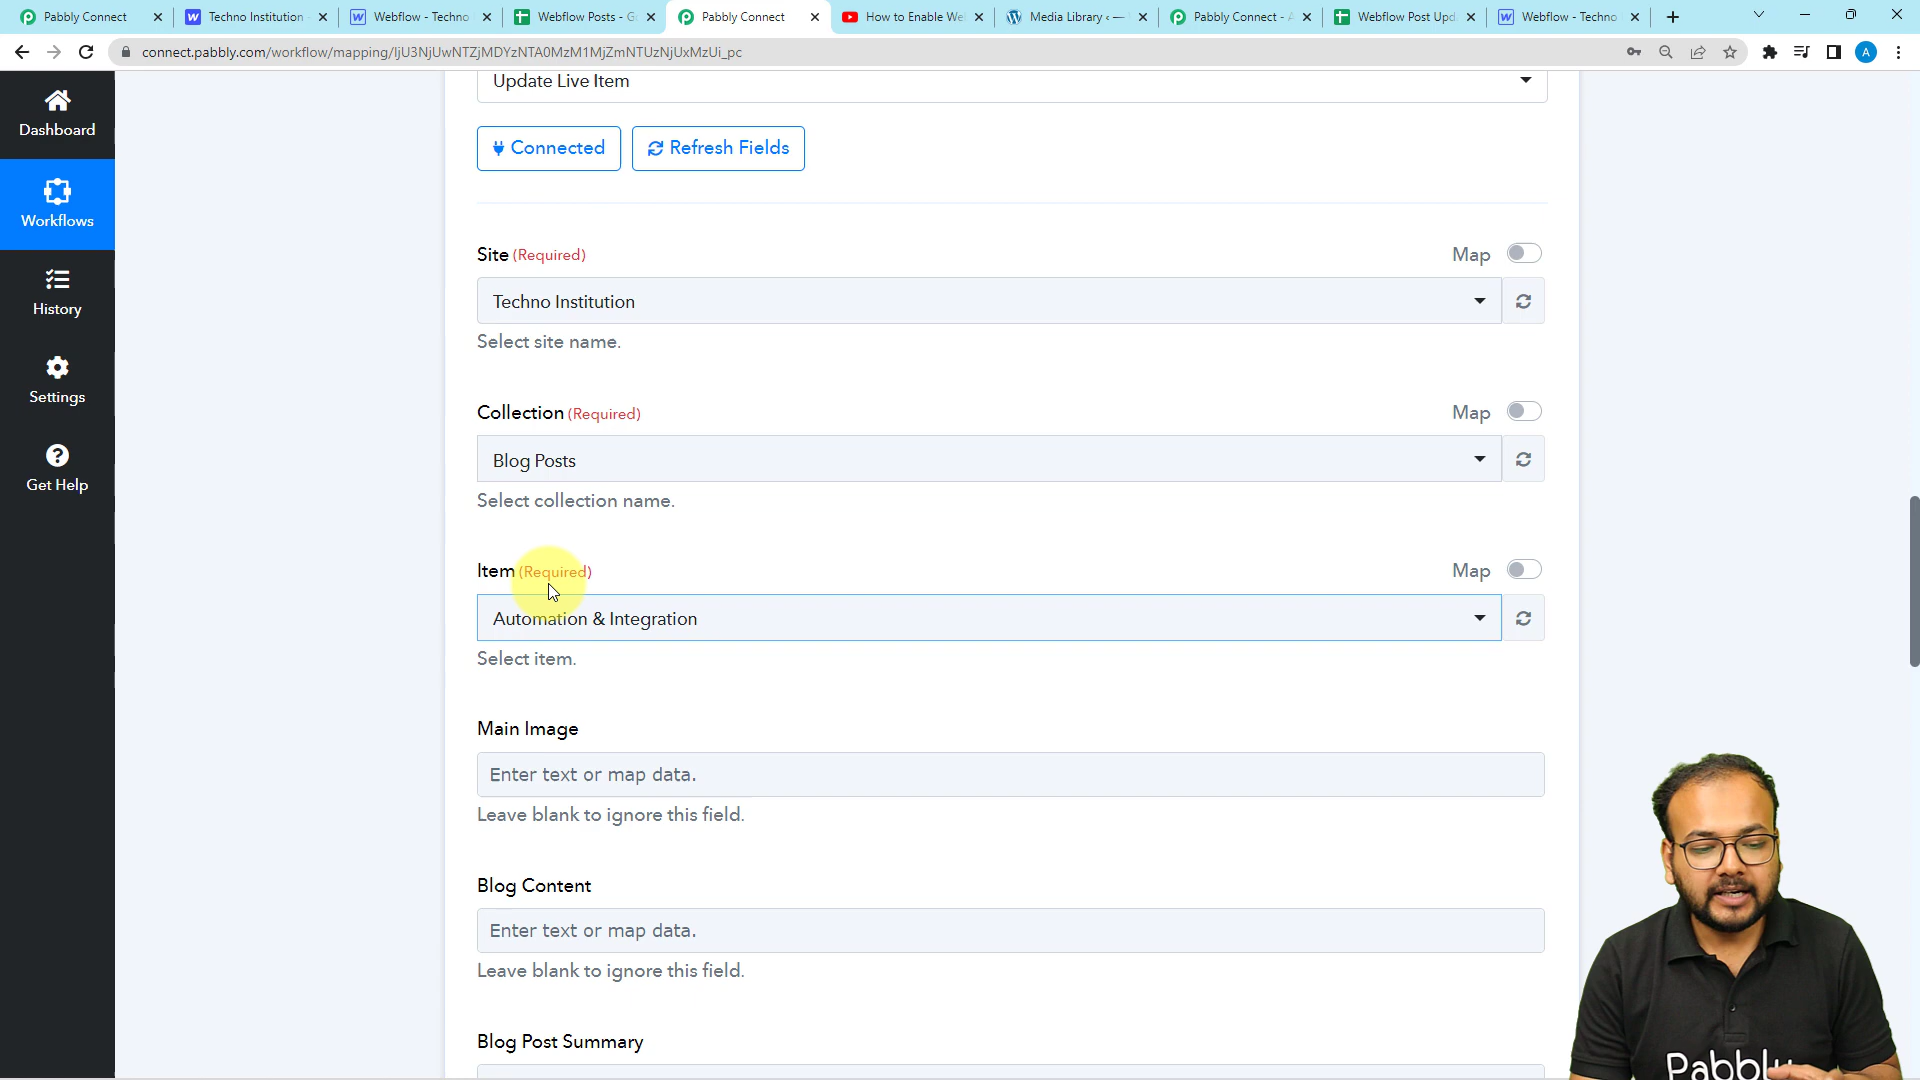 Pabbly Connect
Techno Institution
Webflow - Techno
Webflow Posts - G
Pabbly Connect
How to Enable We
Media Library ‹ —
Pabbly Connect - A
Webflow Post Upd
Webflow - Techno
connect.pabbly.com/workflow/mapping/IjU3NjUwNTZjMDYzNTA0MzM1MjZmNTUzNjUxMzUi_pc
A
Dashboard
Workflows
History
Settings
Get Help
Update Live Item
Connected
Refresh Fields
Site (Required)
Map
Techno Institution
Select site name.
Collection (Required)
Map
Blog Posts
Select collection name.
Item (Required)
Map
Automation & Integration
Select item.
Main Image
Enter text or map data.
Leave blank to ignore this field.
Blog Content
Enter text or map data.
Leave blank to ignore this field.
Blog Post Summary
Pabbly